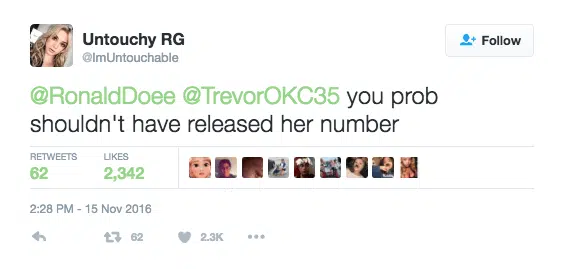 Untouchy RG
@ImUntouchable
Follow
@RonaldDoee @TrevorOKC35 you prob
shouldn't have released her number
RETWEETS
LIKES
62
2,342
2:28 PM - 15 Nov 2016
62
2.3K